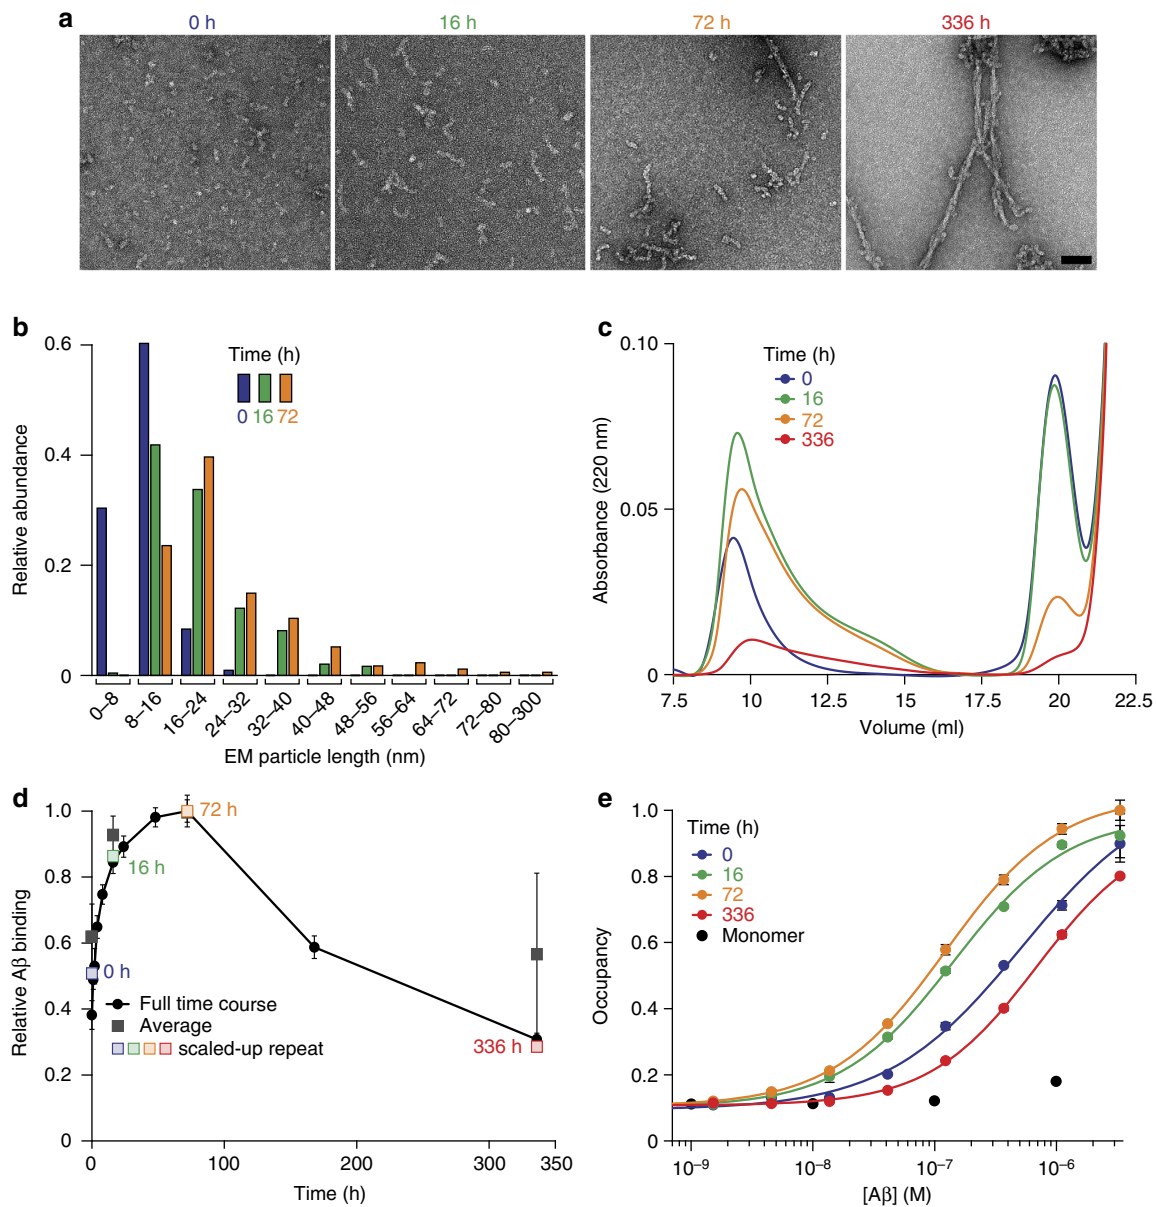 a
0 h
16 h
72 h
336 h
b
Relative abundance
0.6
0.4
0.2
0
Time (h)
0 16 72
0–8
8–16
16–24
24–32
32–40
40–48
48–56
56–64
64–72
72–80
80–300
EM particle length (nm)
c
Absorbance (220 nm)
0.10
0.05
0
Time (h)
0
16
72
336
7.5 10 12.5 15 17.5 20 22.5
Volume (ml)
d
Relative Aβ binding
1.0
0.8
0.6
0.4
0.2
0
72 h
16 h
0 h
Full time course
Average
scaled-up repeat
336 h
0 100 200 300 350
Time (h)
e
Occupancy
1.0
0.8
0.6
0.4
0.2
0
Time (h)
0
16
72
336
Monomer
10⁻⁹ 10⁻⁸ 10⁻⁷ 10⁻⁶
[Aβ] (M)